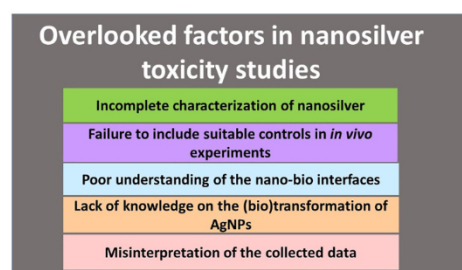 Overlooked factors in nanosilver
toxicity studies
Incomplete characterization of nanosilver
Failure to include suitable controls in in vivo
experiments
Poor understanding of the nano-bio interfaces
Lack of knowledge on the (bio)transformation of
AgNPs
Misinterpretation of the collected data